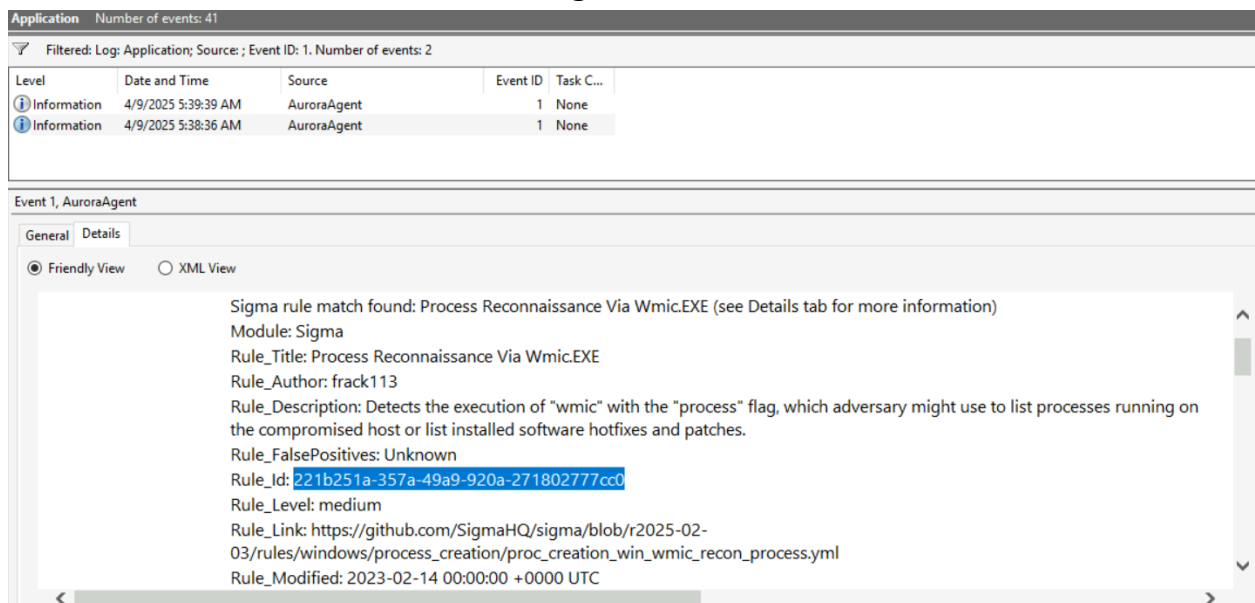 Application Number of events: 41
Filtered: Log: Application; Source: ; Event ID: 1. Number of events: 2
Level Date and Time Source Event ID Task C...
Information 4/9/2025 5:39:39 AM AuroraAgent 1 None
Information 4/9/2025 5:38:36 AM AuroraAgent 1 None
Event 1, AuroraAgent
General Details
Friendly View XML View
Sigma rule match found: Process Reconnaissance Via Wmic.EXE (see Details tab for more information)
Module: Sigma
Rule_Title: Process Reconnaissance Via Wmic.EXE
Rule_Author: frack113
Rule_Description: Detects the execution of "wmic" with the "process" flag, which adversary might use to list processes running on
the compromised host or list installed software hotfixes and patches.
Rule_FalsePositives: Unknown
Rule_Id: 221b251a-357a-49a9-920a-271802777cc0
Rule_Level: medium
Rule_Link: https://github.com/SigmaHQ/sigma/blob/r2025-02-
03/rules/windows/process_creation/proc_creation_win_wmic_recon_process.yml
Rule_Modified: 2023-02-14 00:00:00 +0000 UTC